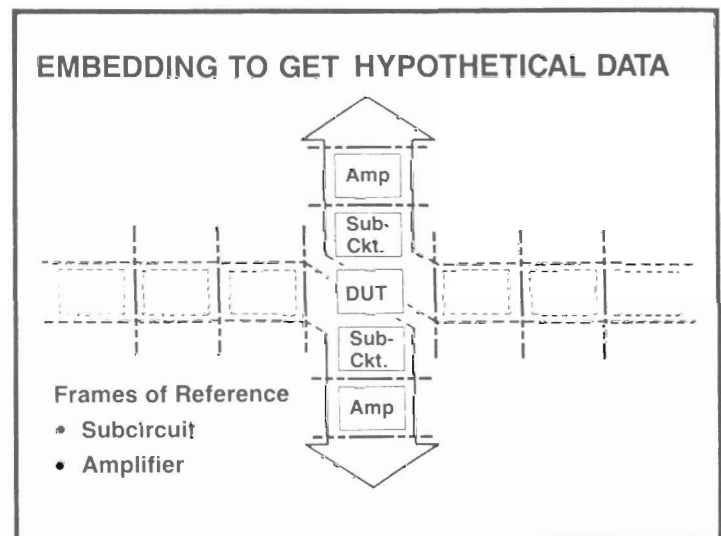 EMBEDDING TO GET HYPOTHETICAL DATA
Amp
Sub-
Ckt.
DUT
Sub-
Ckt.
Amp
Frames of Reference
• Subcircuit
• Amplifier